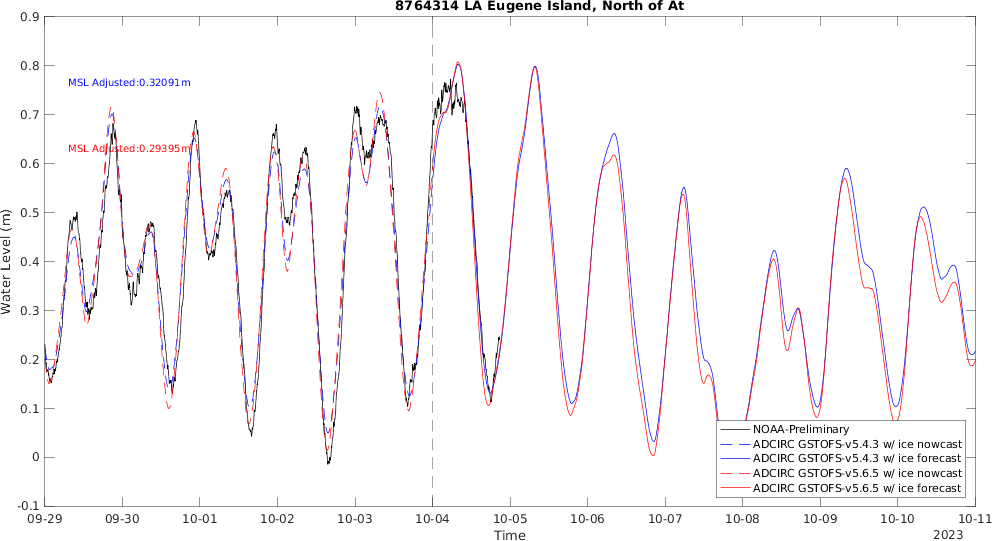 8764314 LA Eugene Island, North of At
0.9
0.8
0.7
0.6
0.5
0.4
0.3
0.2
0.1
0
-0.1
Water Level (m)
MSL Adjusted:0.32091m
MSL Adjusted:0.29395m
NOAA-Preliminary
ADCIRC GSTOFS-v5.4.3 w/ ice nowcast
ADCIRC GSTOFS-v5.4.3 w/ ice forecast
ADCIRC GSTOFS-v5.6.5 w/ ice nowcast
ADCIRC GSTOFS-v5.6.5 w/ ice forecast
09-29 09-30 10-01 10-02 10-03 10-04 10-05 10-06 10-07 10-08 10-09 10-10 10-11
Time
2023